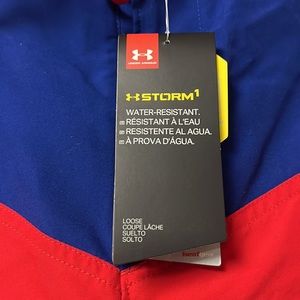 UNDER ARMOUR
STORM1
WATER-RESISTANT.
RÉSISTANT À L'EAU
RESISTENTE AL AGUA.
À PROVA D'ÁGUA.
LOOSE
COUPE LÂCHE
SUELTO
SOLTO